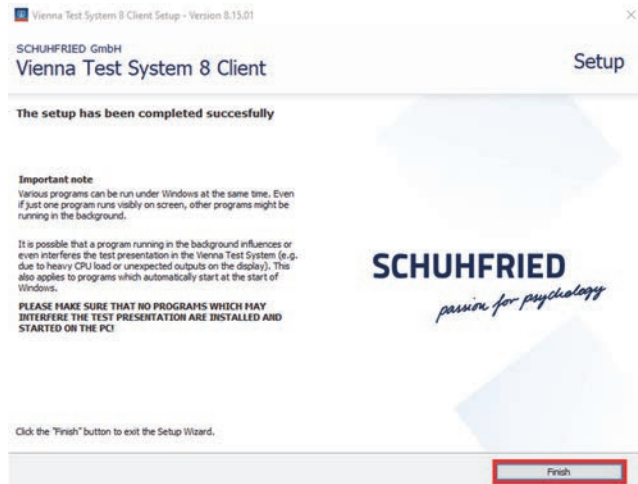 Vienna Test System 8 Client Setup - Version 8.15.01
SCHUHFRIED GmbH
Vienna Test System 8 Client
Setup
The setup has been completed succesfully
Important note
Various programs can be run under Windows at the same time. Even
if just one program runs visibly on screen, other programs might be
running in the background.
It is possible that a program running in the background influences or
even interferes the test presentation in the Vienna Test System (e.g.
due to heavy CPU load or unexpected outputs on the display). This
also applies to programs which automatically start at the start of
Windows.
PLEASE MAKE SURE THAT NO PROGRAMS WHICH MAY
INTERFERE THE TEST PRESENTATION ARE INSTALLED AND
STARTED ON THE PC!
SCHUHFRIED
passion for psychology
Click the "Finish" button to exit the Setup Wizard.
Finish